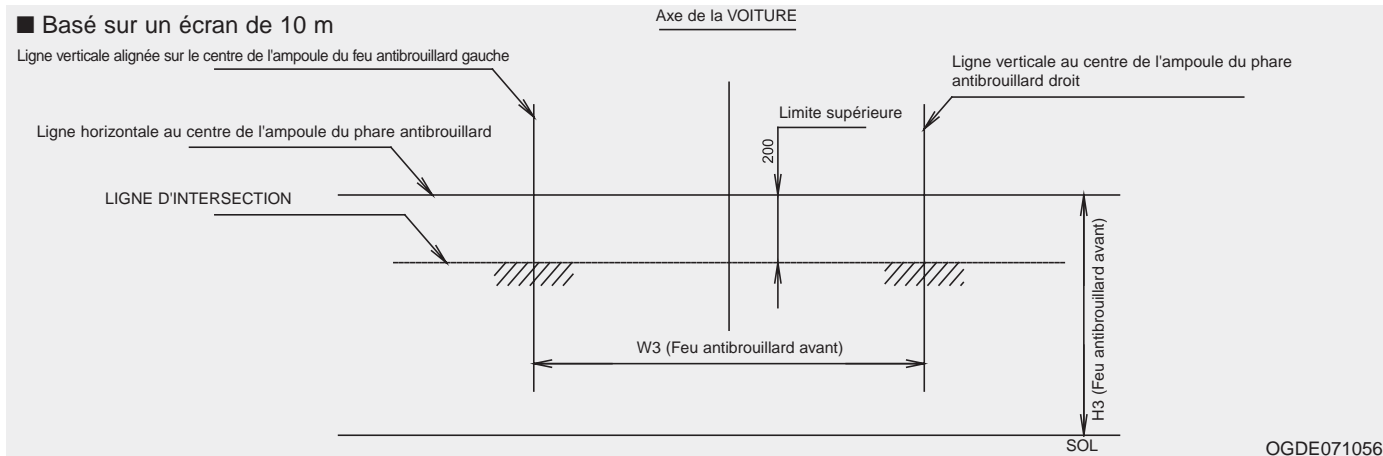 ■ Basé sur un écran de 10 m
Axe de la VOITURE
Ligne verticale alignée sur le centre de l'ampoule du feu antibrouillard gauche
Ligne verticale au centre de l'ampoule du phare
antibrouillard droit
Limite supérieure
Ligne horizontale au centre de l'ampoule du phare antibrouillard
200
LIGNE D'INTERSECTION
W3 (Feu antibrouillard avant)
H3 (Feu antibrouillard avant)
SOL
OGDE071056